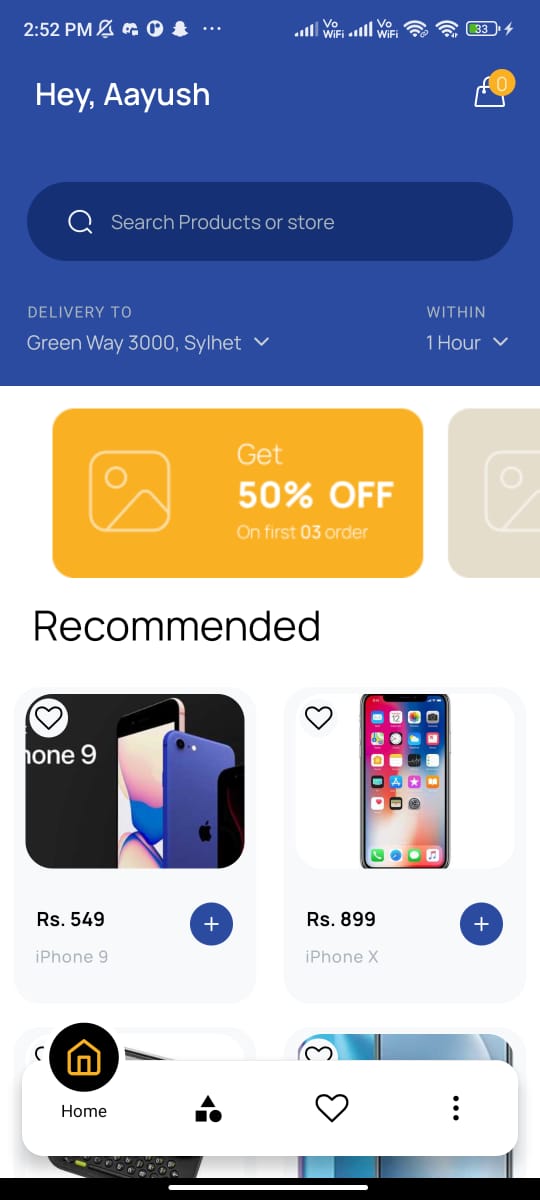 2:52 PM
Vo WiFi
Vo WiFi
33
Hey, Aayush
0
Search Products or store
DELIVERY TO
WITHIN
Green Way 3000, Sylhet
1 Hour
Get
50% OFF
On first 03 order
Recommended
hone 9
Rs. 549
Rs. 899
iPhone 9
iPhone X
Home